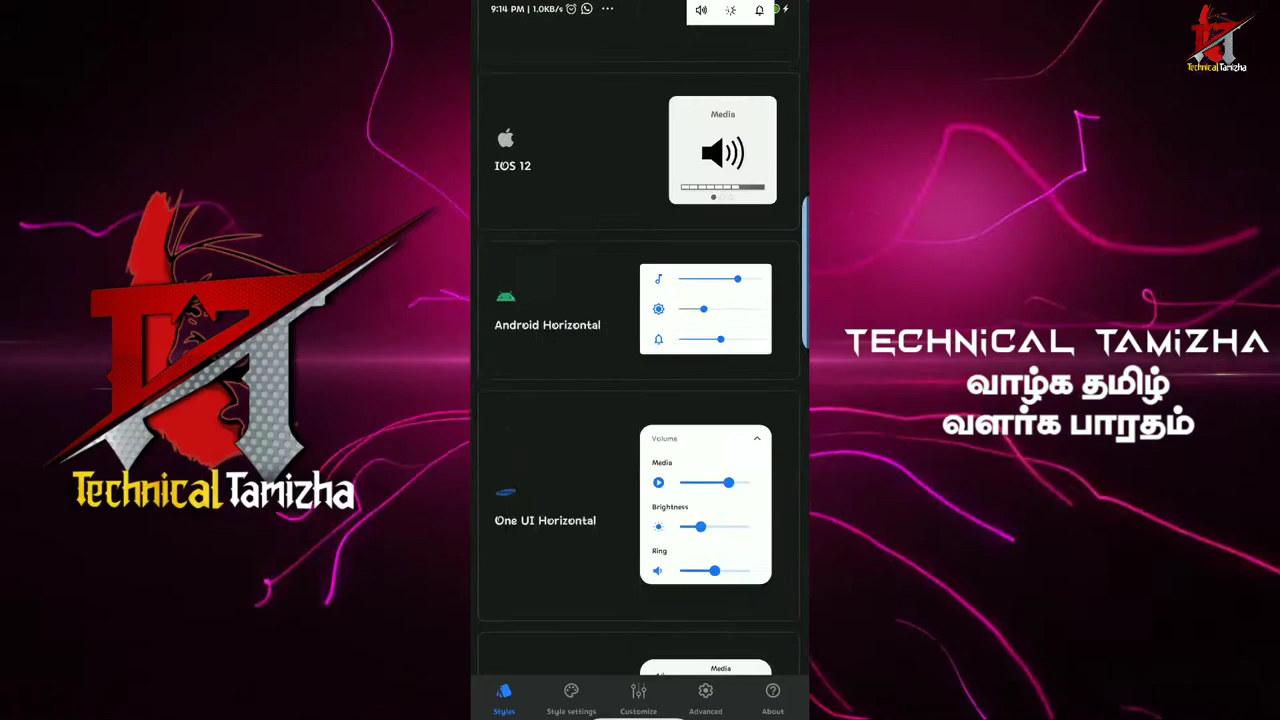 9:14 PM | 1.0KB/s
Technical Tamizha
Media
IOS 12
Android Horizontal
Volume
Media
Brightness
One UI Horizontal
Ring
Media
Styles
Style settings
Customize
Advanced
About
Technical Tamizha
TECHNiCAL TAMiZHA
வாழ்க தமிழ்
வளர்க பாரதம்